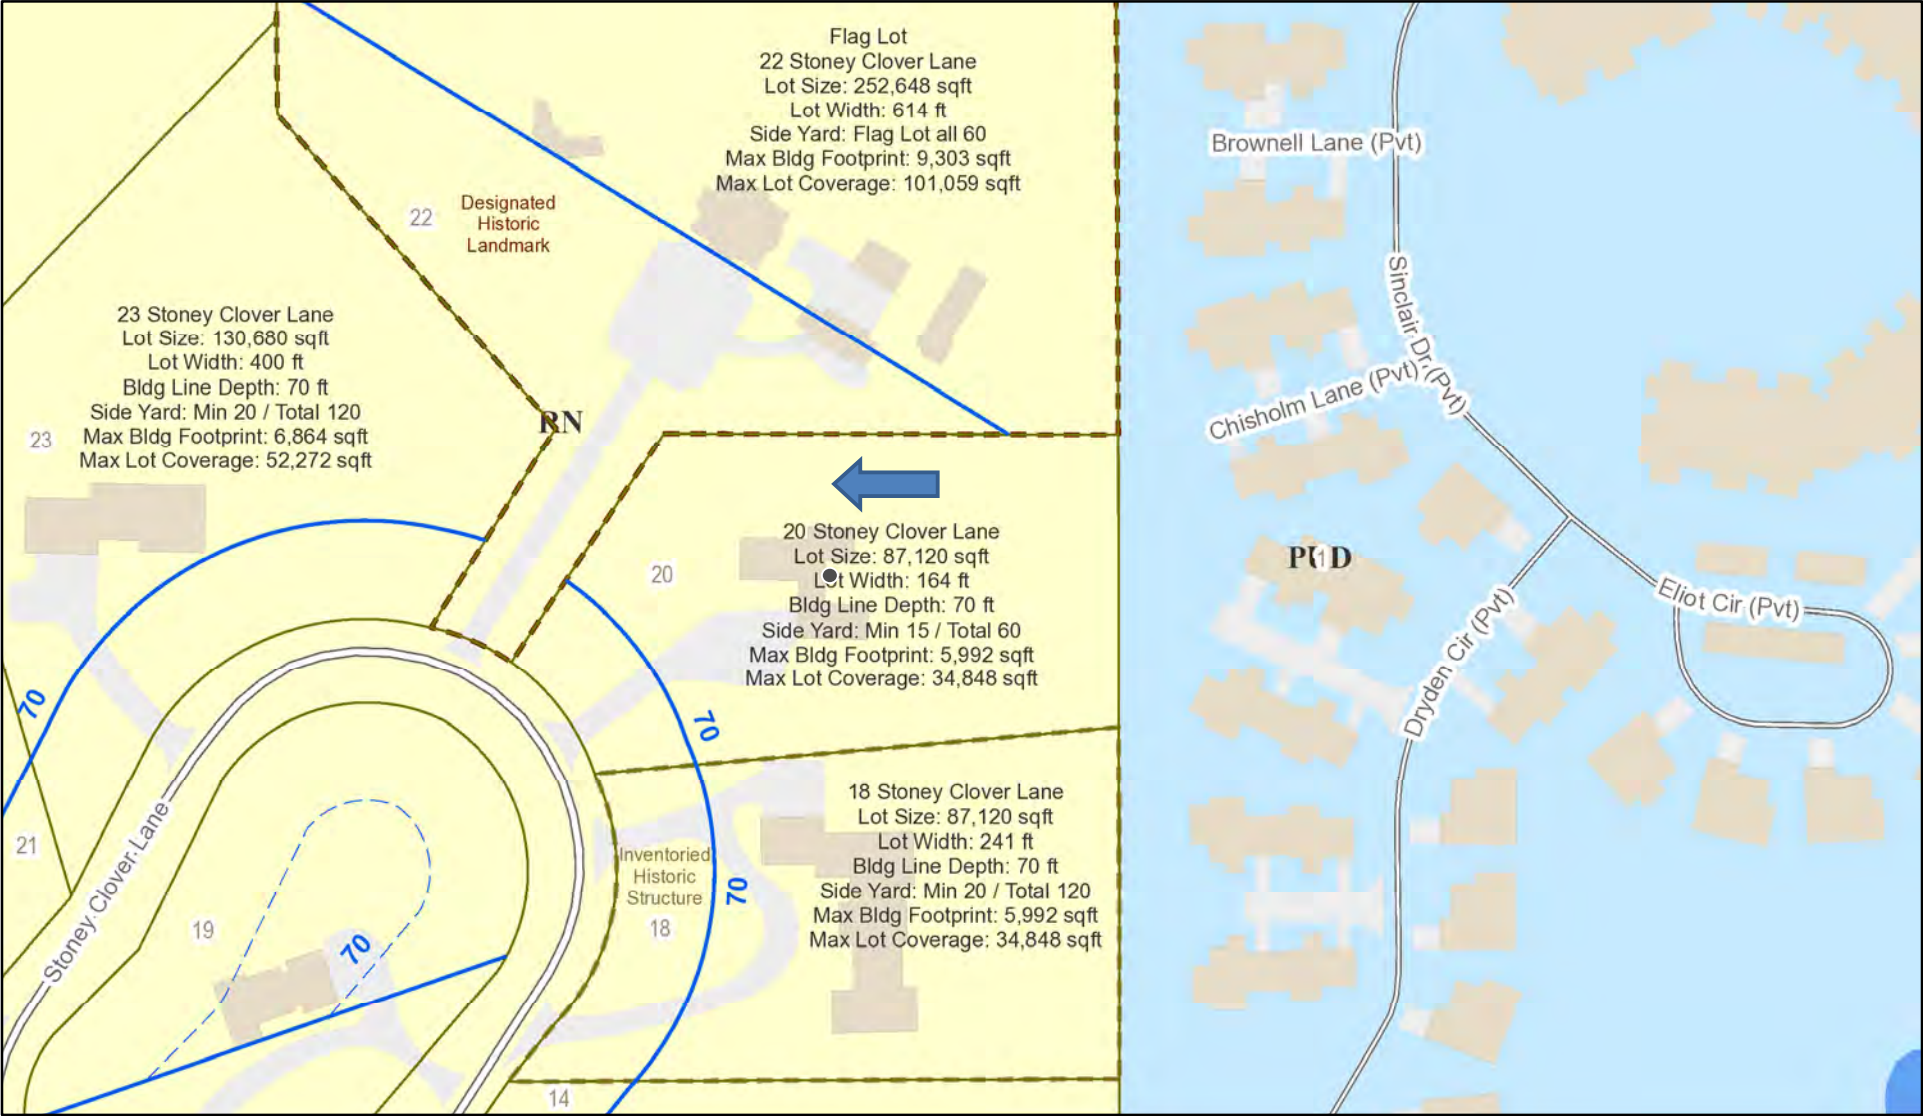 Flag Lot
22 Stoney Clover Lane
Lot Size: 252,648 sqft
Lot Width: 614 ft
Side Yard: Flag Lot all 60
Max Bldg Footprint: 9,303 sqft
Max Lot Coverage: 101,059 sqft
22
Designated
Historic
Landmark
23 Stoney Clover Lane
Lot Size: 130,680 sqft
Lot Width: 400 ft
Bldg Line Depth: 70 ft
Side Yard: Min 20 / Total 120
Max Bldg Footprint: 6,864 sqft
Max Lot Coverage: 52,272 sqft
23
RN
20 Stoney Clover Lane
Lot Size: 87,120 sqft
Lot Width: 164 ft
Bldg Line Depth: 70 ft
Side Yard: Min 15 / Total 60
Max Bldg Footprint: 5,992 sqft
Max Lot Coverage: 34,848 sqft
20
70
70
18 Stoney Clover Lane
Lot Size: 87,120 sqft
Lot Width: 241 ft
Bldg Line Depth: 70 ft
Side Yard: Min 20 / Total 120
Max Bldg Footprint: 5,992 sqft
Max Lot Coverage: 34,848 sqft
Inventoried
Historic
Structure
18
70
21
Stoney Clover Lane
19
70
14
Brownell Lane (Pvt)
Sinclair Dr (Pvt)
Chisholm Lane (Pvt)
PUD
1
Eliot Cir (Pvt)
Dryden Cir (Pvt)